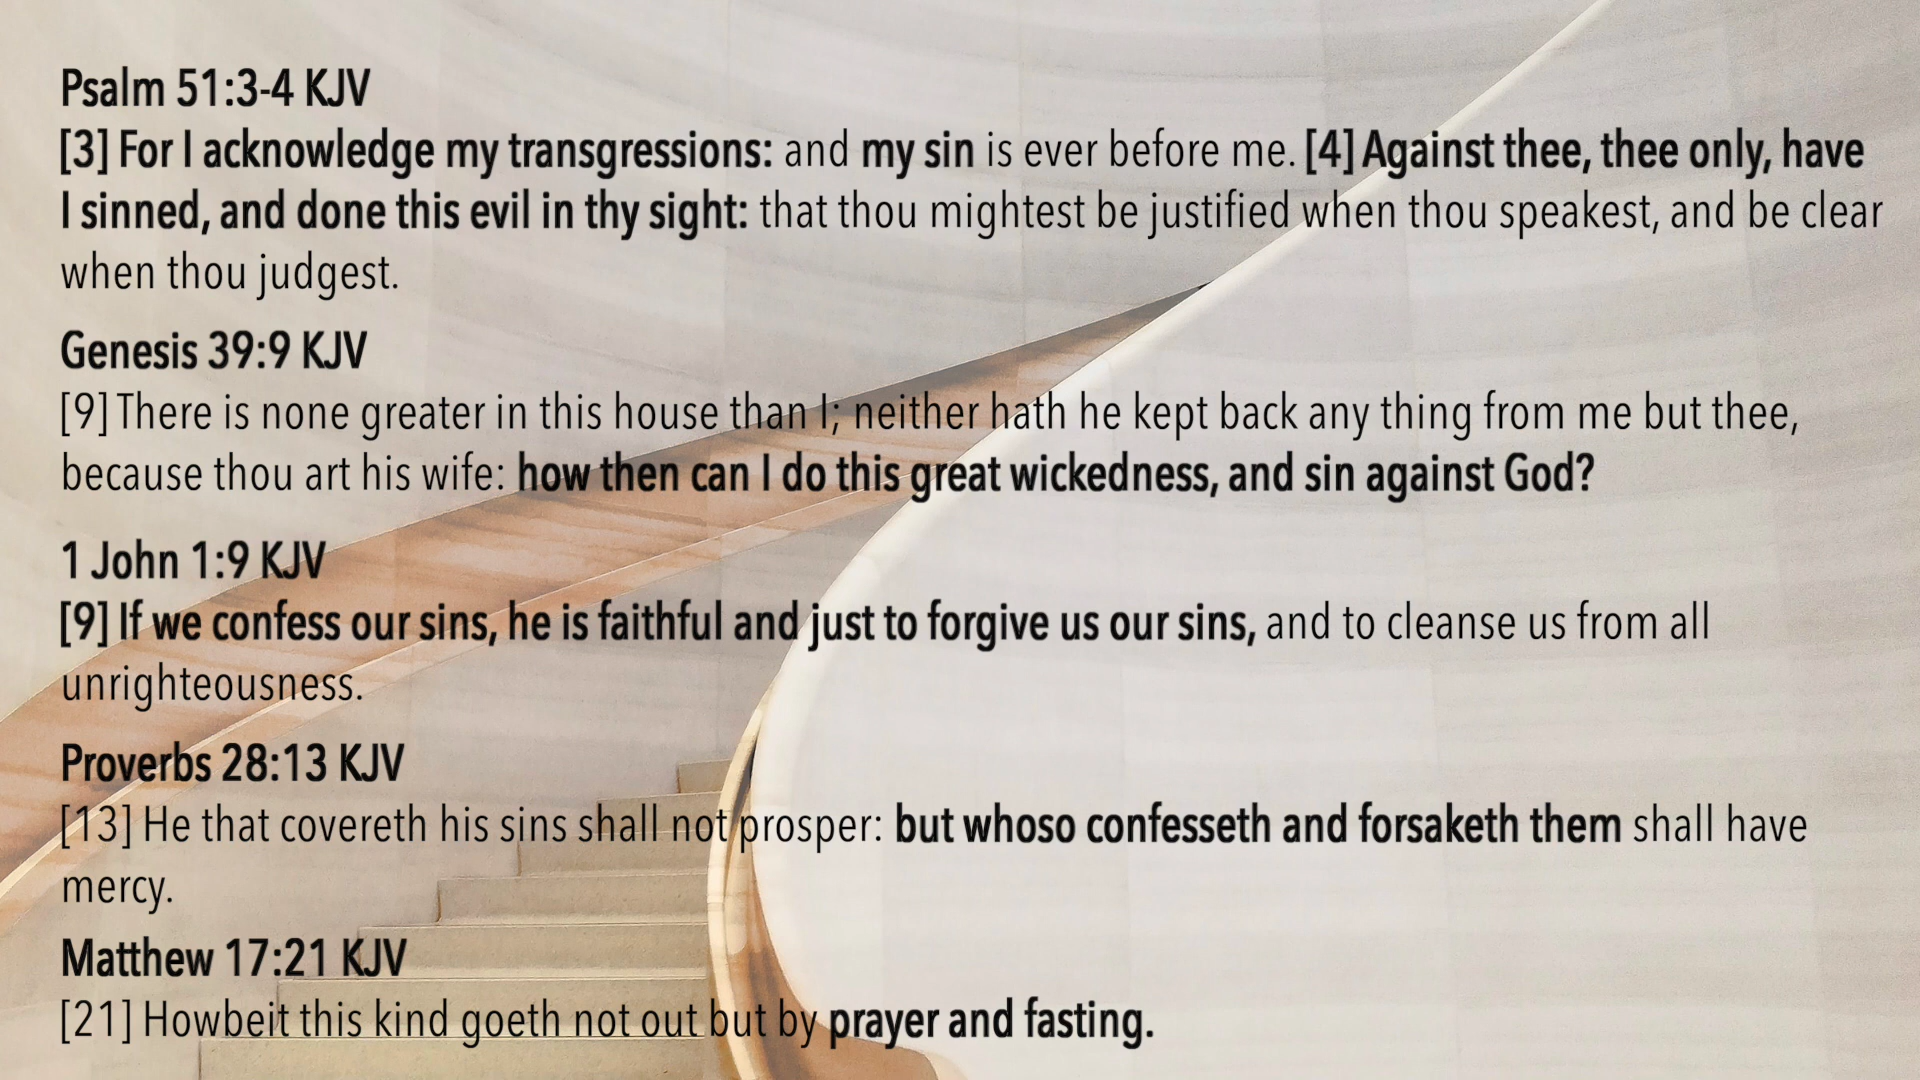 Psalm 51:3-4 KJV
[3] For I acknowledge my transgressions: and my sin is ever before me. [4] Against thee, thee only, have
I sinned, and done this evil in thy sight: that thou mightest be justified when thou speakest, and be clear
when thou judgest.
Genesis 39:9 KJV
[9] There is none greater in this house than I; neither hath he kept back any thing from me but thee,
because thou art his wife: how then can I do this great wickedness, and sin against God?
1 John 1:9 KJV
[9] If we confess our sins, he is faithful and just to forgive us our sins, and to cleanse us from all
unrighteousness.
Proverbs 28:13 KJV
[13] He that covereth his sins shall not prosper: but whoso confesseth and forsaketh them shall have
mercy.
Matthew 17:21 KJV
[21] Howbeit this kind goeth not out but by prayer and fasting.